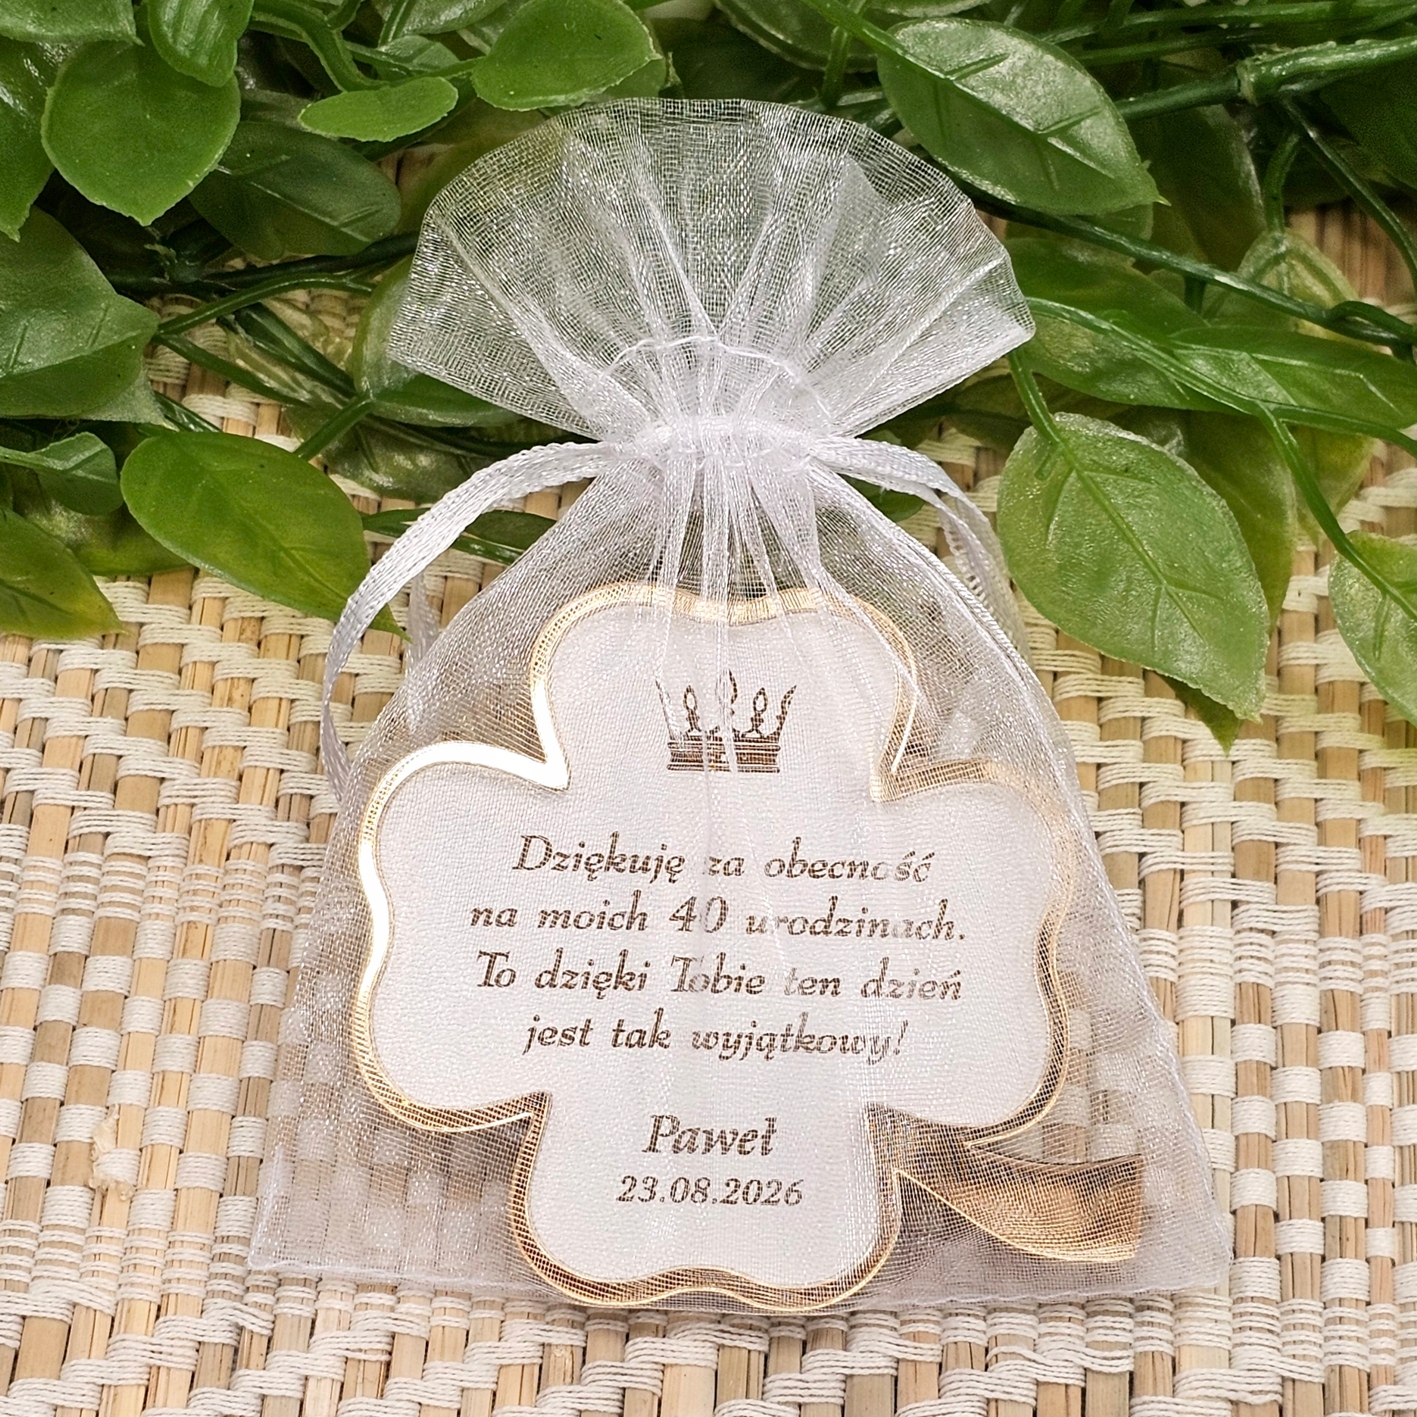 Dziękuję za obecność
na moich 40 urodzinach.
To dzięki Tobie ten dzień
jest tak wyjątkowy!
Paweł
23.08.2026